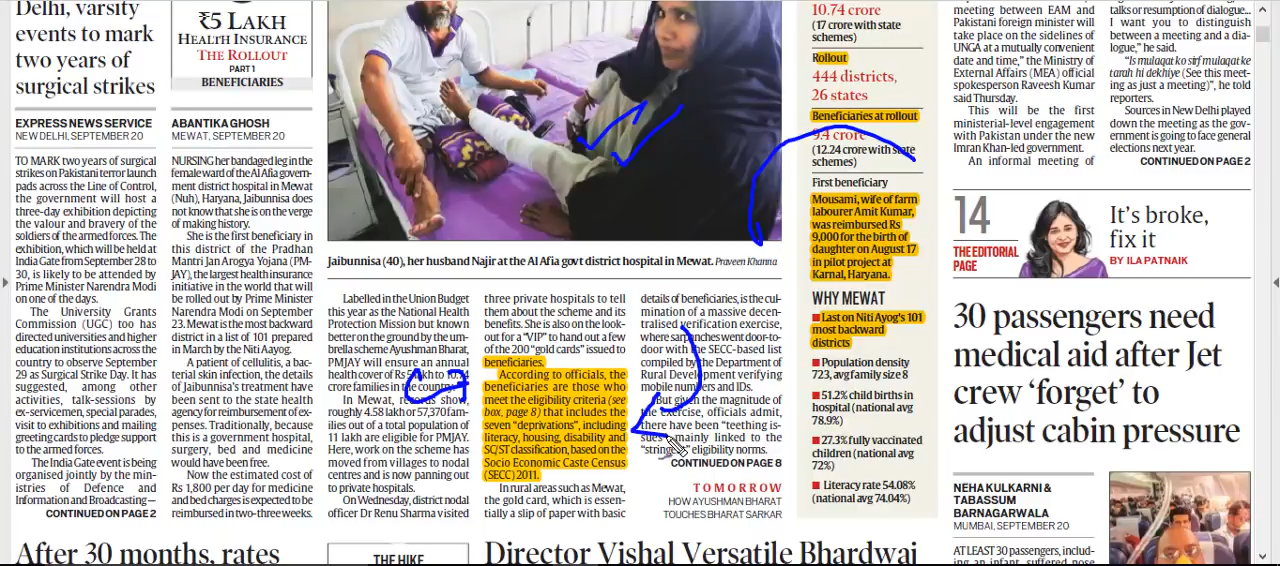 Delhi, varsity
events to mark
two years of
surgical strikes
EXPRESS NEWS SERVICE
NEW DELHI, SEPTEMBER 20
TO MARK two years of surgical
strikes on Pakistani terror launch
pads across the Line of Control,
the government will host a
three-day exhibition depicting
the valour and bravery of the
soldiers of the armed forces. The
exhibition, which will be held at
India Gate from September 28 to
30, is likely to be attended by
Prime Minister Narendra Modi
on one of the days.
The University Grants
Commission (UGC) too has
directed universities and higher
education institutions across the
country to observe September
29 as Surgical Strike Day. It has
suggested, among other
activities, talk-sessions by
ex-servicemen, special parades,
visit to exhibitions and mailing
greeting cards to pledge support
to the armed forces.
The India Gate event is being
organised jointly by the min-
istries of Defence and
Information and Broadcasting—
CONTINUED ON PAGE 2
₹5 LAKH
HEALTH INSURANCE
THE ROLLOUT
PART 1
BENEFICIARIES
ABANTIKA GHOSH
MEWAT, SEPTEMBER 20
NURSING her bandaged leg in the
female ward of the Al Afia govern-
ment district hospital in Mewat
(Nuh), Haryana, Jaibunnisa does
not know that she is on the verge
of making history.
She is the first beneficiary in
this district of the Pradhan
Mantri Jan Arogya Yojana (PM-
JAY), the largest health insurance
initiative in the world that will
be rolled out by Prime Minister
Narendra Modi on September
23. Mewat is the most backward
district in a list of 101 prepared
in March by the Niti Aayog.
A patient of cellulitis, a bac-
terial skin infection, the details
of Jaibunnisa's treatment have
been sent to the state health
agency for reimbursement of ex-
penses. Traditionally, because
this is a government hospital,
surgery, bed and medicine
would have been free.
Now the estimated cost of
Rs 1,800 per day for medicine
and bed charges is expected to be
reimbursed in two-three weeks.
Jaibunnisa (40), her husband Najir at the Al Afia govt district hospital in Mewat. Praveen Khanna
Labelled in the Union Budget
this year as the National Health
Protection Mission but known
better on the ground by the um-
brella scheme Ayushman Bharat,
PMJAY will ensure an annual
health cover of Rs 5 lakh to 10.74
crore families in the country.
In Mewat, records show,
roughly 4.58 lakh or 57,370 fam-
ilies out of a total population of
11 lakh are eligible for PMJAY.
Here, work on the scheme has
moved from villages to nodal
centres and is now panning out
to private hospitals.
On Wednesday, district nodal
officer Dr Renu Sharma visited
three private hospitals to tell
them about the scheme and its
benefits. She is also on the look-
out for a "VIP" to hand out a few
of the 200 "gold cards" issued to
beneficiaries.
According to officials, the
beneficiaries are those who
meet the eligibility criteria (see
box, page 8) that includes the
seven "deprivations", including
literacy, housing, disability and
SC/ST classification, based on the
Socio Economic Caste Census
(SECC) 2011.
In rural areas such as Mewat,
the gold card, which is essen-
tially a slip of paper with basic
details of beneficiaries, is the cul-
mination of a massive decen-
tralised verification exercise,
where sarpanches went door-to-
door with the SECC-based list
compiled by the Department of
Rural Development verifying
mobile numbers and IDs.
But given the magnitude of
the exercise, officials admit,
there have been "teething is-
sues" mainly linked to the
"stringent" eligibility norms.
CONTINUED ON PAGE 8
TOMORROW
HOW AYUSHMAN BHARAT
TOUCHES BHARAT SARKAR
10.74 crore
(17 crore with state
schemes)
Rollout
444 districts,
26 states
Beneficiaries at rollout
9.4 crore
(12.24 crore with state
schemes)
First beneficiary
Mousami, wife of farm
labourer Amit Kumar,
was reimbursed Rs
9,000 for the birth of
daughter on August 17
in pilot project at
Karnal, Haryana.
WHY MEWAT
Last on Niti Ayog's 101
most backward
districts
Population density
723, avg family size 8
51.2% child births in
hospital (national avg
78.9%)
27.3% fully vaccinated
children (national avg
72%)
Literacy rate 54.08%
(national avg 74.04%)
meeting between EAM and
Pakistani foreign minister will
take place on the sidelines of
UNGA at a mutually convenient
date and time," the Ministry of
External Affairs (MEA) official
spokesperson Raveesh Kumar
said Thursday.
This will be the first
ministerial-level engagement
with Pakistan under the new
Imran Khan-led government.
An informal meeting of
talks or resumption of dialogue...
I want you to distinguish
between a meeting and a dia-
logue," he said.
"Is mulaqat ko sirf mulaqat ke
tarah hi dekhiye (See this meet-
ing as just a meeting)", he told
reporters.
Sources in New Delhi played
down the meeting as the gov-
ernment is going to face general
elections next year.
CONTINUED ON PAGE 2
14
THE EDITORIAL
PAGE
It's broke,
fix it
BY ILA PATNAIK
30 passengers need
medical aid after Jet
crew 'forget' to
adjust cabin pressure
NEHA KULKARNI &
TABASSUM
BARNAGARWALA
MUMBAI, SEPTEMBER 20
AT LEAST 30 passengers, includ-
ing an infant, suffered nose
After 30 months, rates
THE HIKE
Director Vishal Versatile Bhardwaj